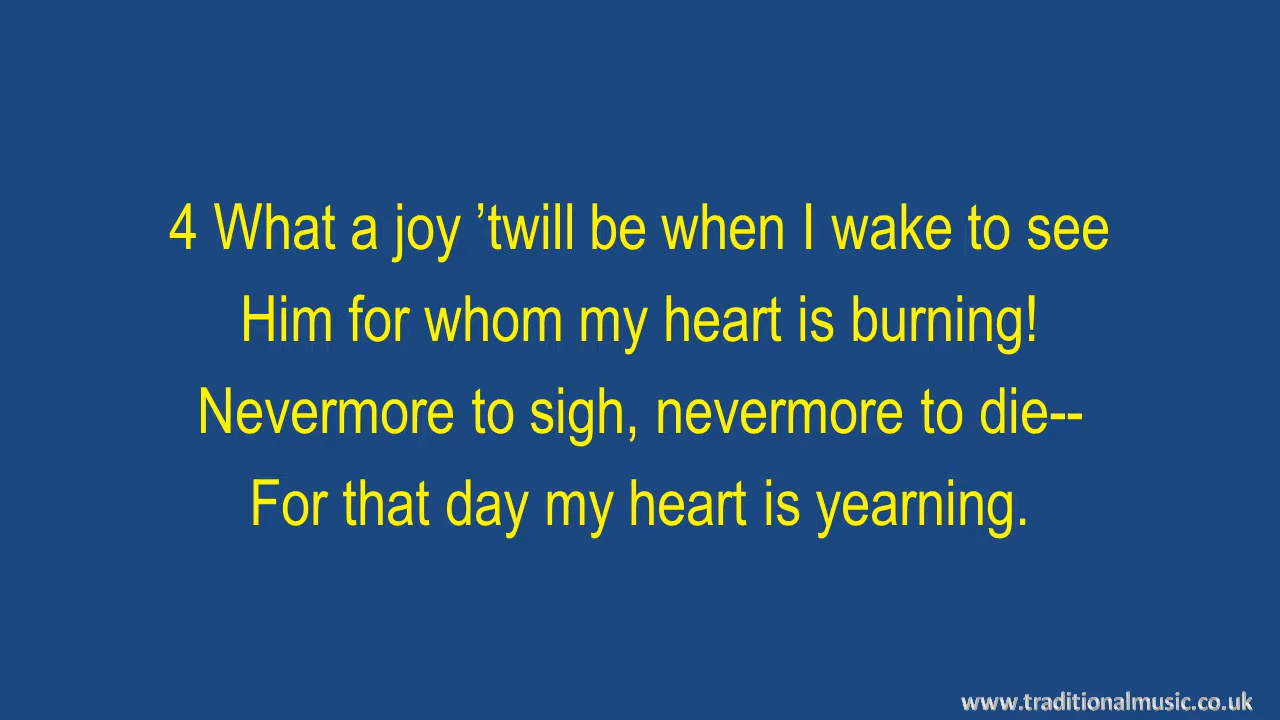 4 What a joy ’twill be when I wake to see
Him for whom my heart is burning!
Nevermore to sigh, nevermore to die--
For that day my heart is yearning.
www.traditionalmusic.co.uk